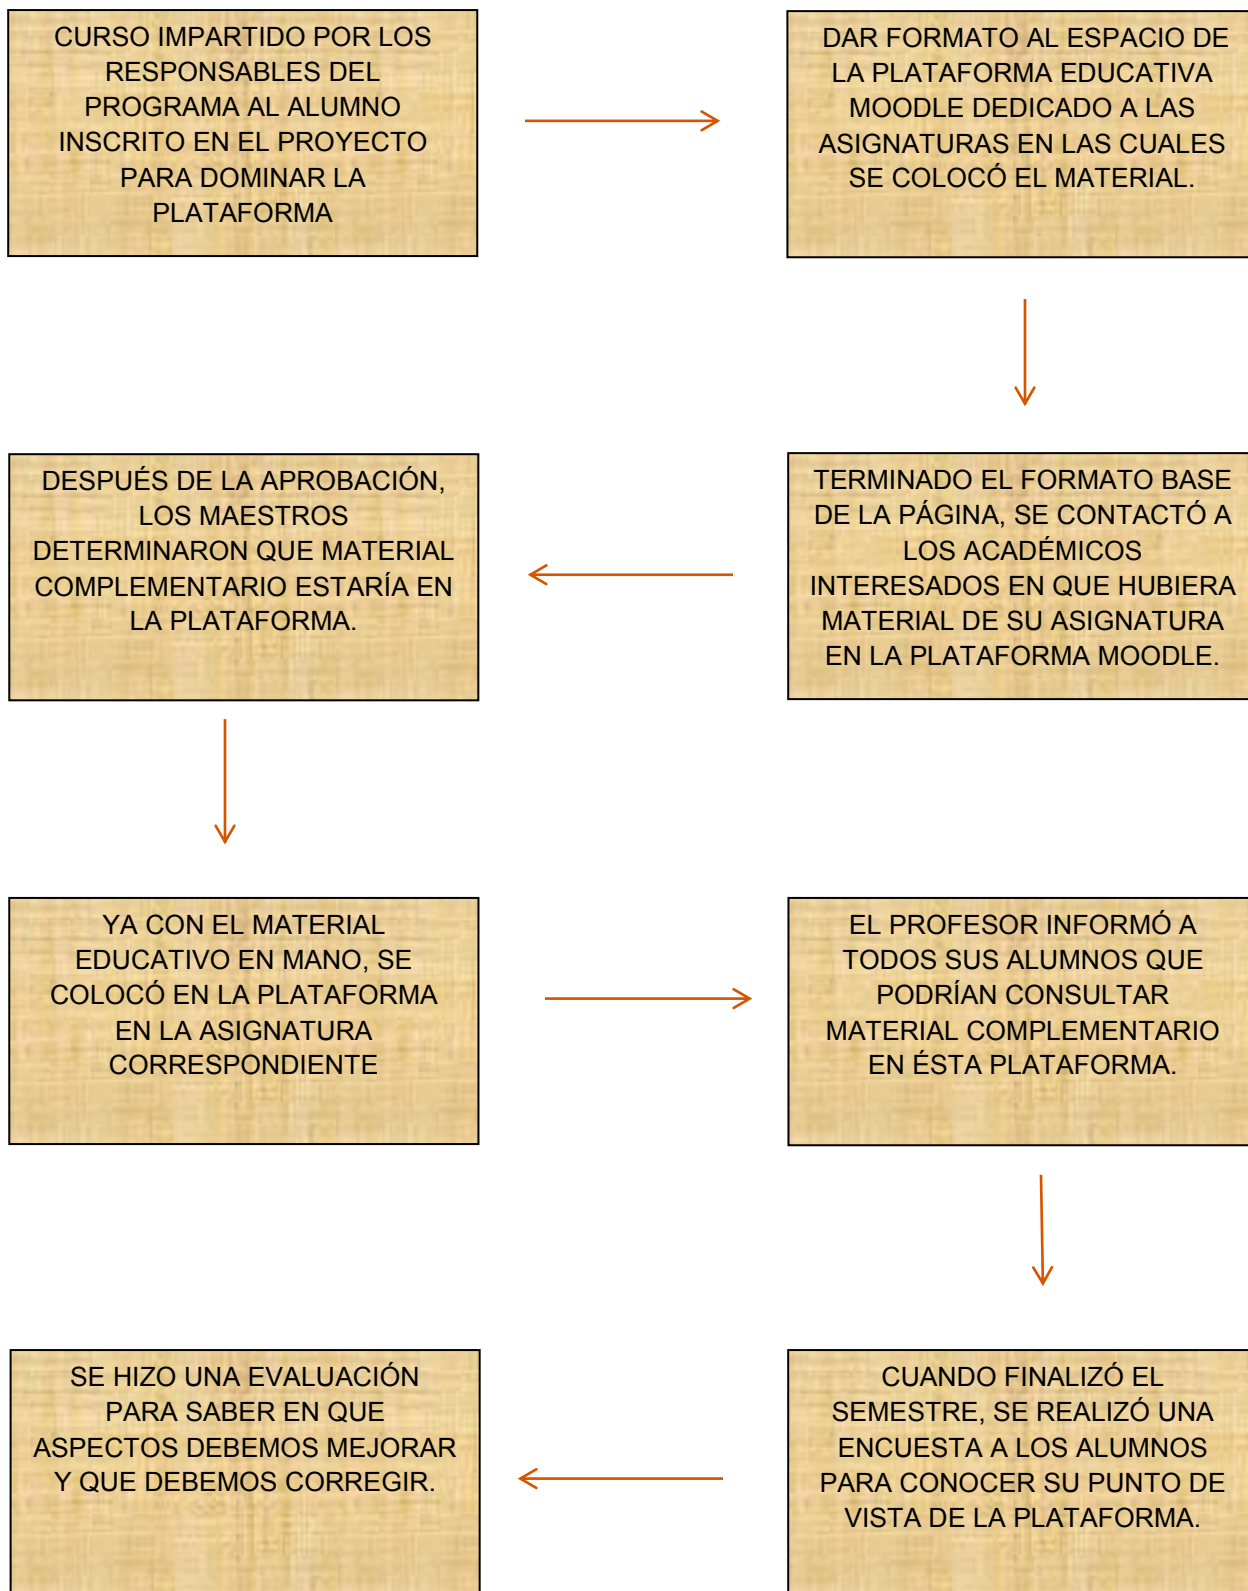 CURSO IMPARTIDO POR LOS
RESPONSABLES DEL
PROGRAMA AL ALUMNO
INSCRITO EN EL PROYECTO
PARA DOMINAR LA
PLATAFORMA
DAR FORMATO AL ESPACIO DE
LA PLATAFORMA EDUCATIVA
MOODLE DEDICADO A LAS
ASIGNATURAS EN LAS CUALES
SE COLOCÓ EL MATERIAL.
TERMINADO EL FORMATO BASE
DE LA PÁGINA, SE CONTACTÓ A
LOS ACADÉMICOS
INTERESADOS EN QUE HUBIERA
MATERIAL DE SU ASIGNATURA
EN LA PLATAFORMA MOODLE.
DESPUÉS DE LA APROBACIÓN,
LOS MAESTROS
DETERMINARON QUE MATERIAL
COMPLEMENTARIO ESTARÍA EN
LA PLATAFORMA.
YA CON EL MATERIAL
EDUCATIVO EN MANO, SE
COLOCÓ EN LA PLATAFORMA
EN LA ASIGNATURA
CORRESPONDIENTE
EL PROFESOR INFORMÓ A
TODOS SUS ALUMNOS QUE
PODRÍAN CONSULTAR
MATERIAL COMPLEMENTARIO
EN ÉSTA PLATAFORMA.
CUANDO FINALIZÓ EL
SEMESTRE, SE REALIZÓ UNA
ENCUESTA A LOS ALUMNOS
PARA CONOCER SU PUNTO DE
VISTA DE LA PLATAFORMA.
SE HIZO UNA EVALUACIÓN
PARA SABER EN QUE
ASPECTOS DEBEMOS MEJORAR
Y QUE DEBEMOS CORREGIR.